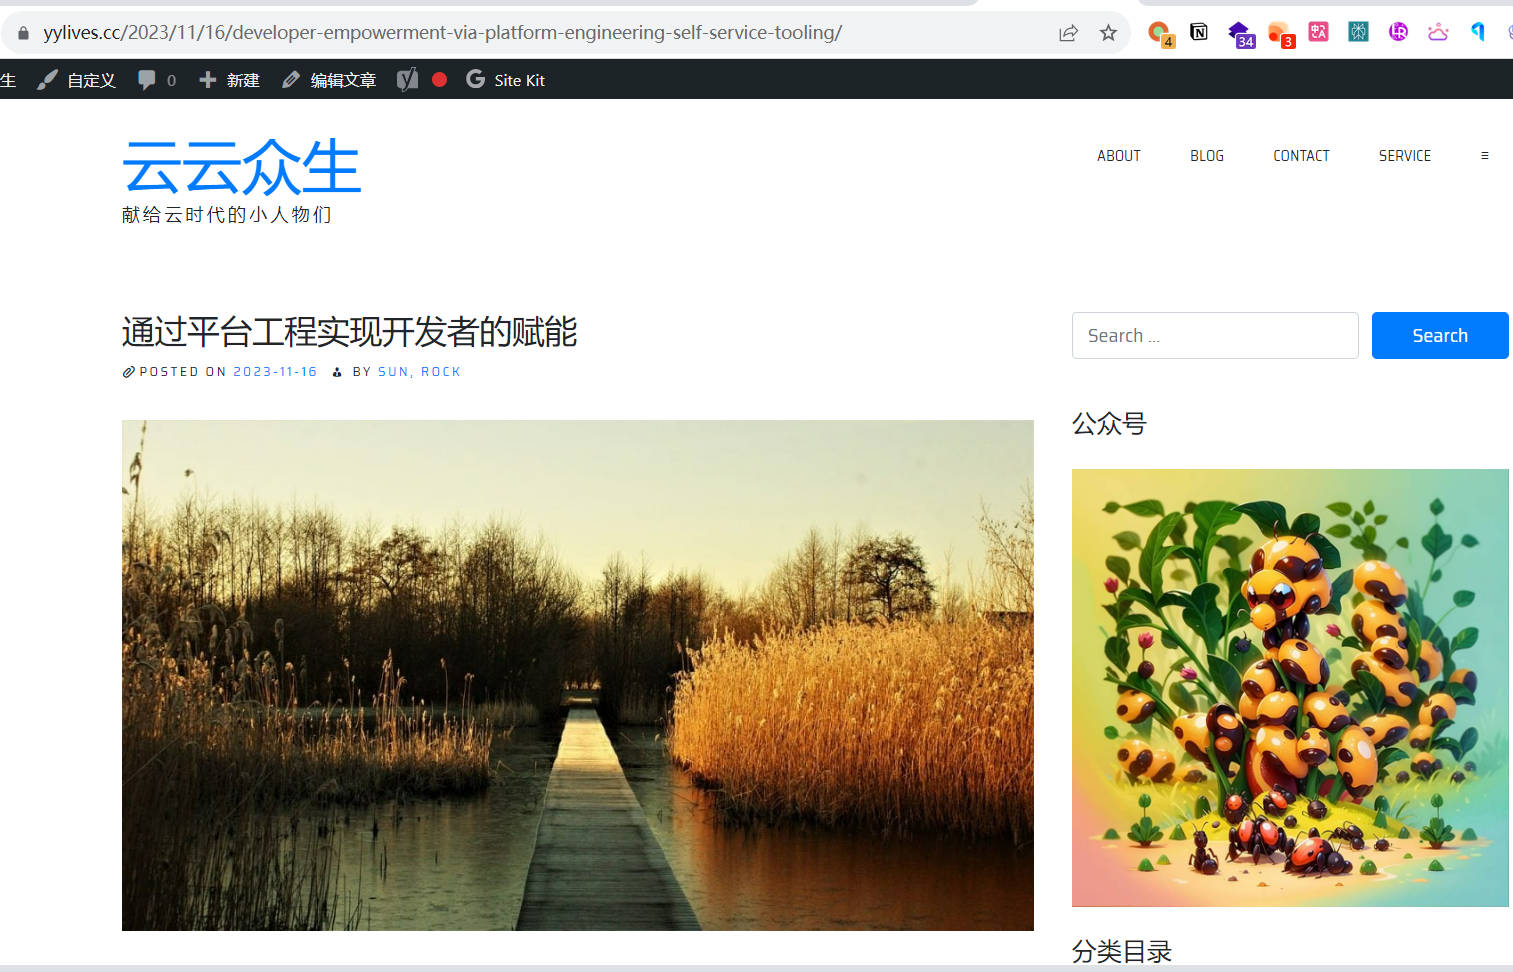 yylives.cc/2023/11/16/developer-empowerment-via-platform-engineering-self-service-tooling/
4
34
3
中A
生 自定义 0 新建 编辑文章 Site Kit
云云众生
献给云时代的小人物们
ABOUT BLOG CONTACT SERVICE ≡
通过平台工程实现开发者的赋能
POSTED ON 2023-11-16 BY SUN, ROCK
Search ...
Search
公众号
分类目录